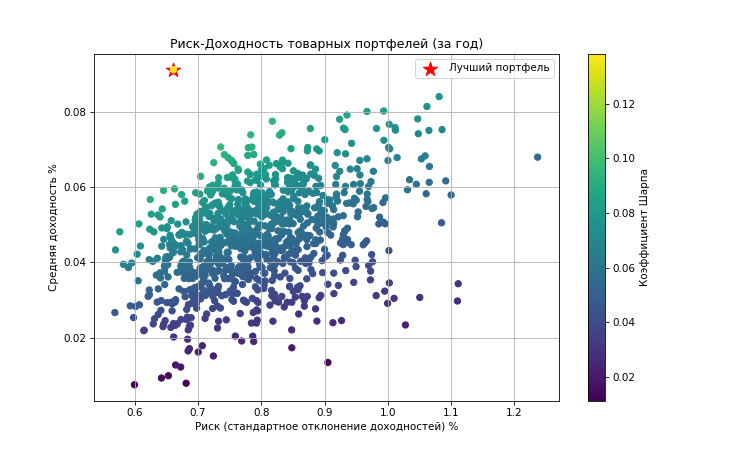 Риск-Доходность товарных портфелей (за год)
Лучший портфель
Средняя доходность %
0.08
0.06
0.04
0.02
0.6 0.7 0.8 0.9 1.0 1.1 1.2
Риск (стандартное отклонение доходностей) %
0.12
0.10
0.08
0.06
0.04
0.02
Коэффициент Шарпа